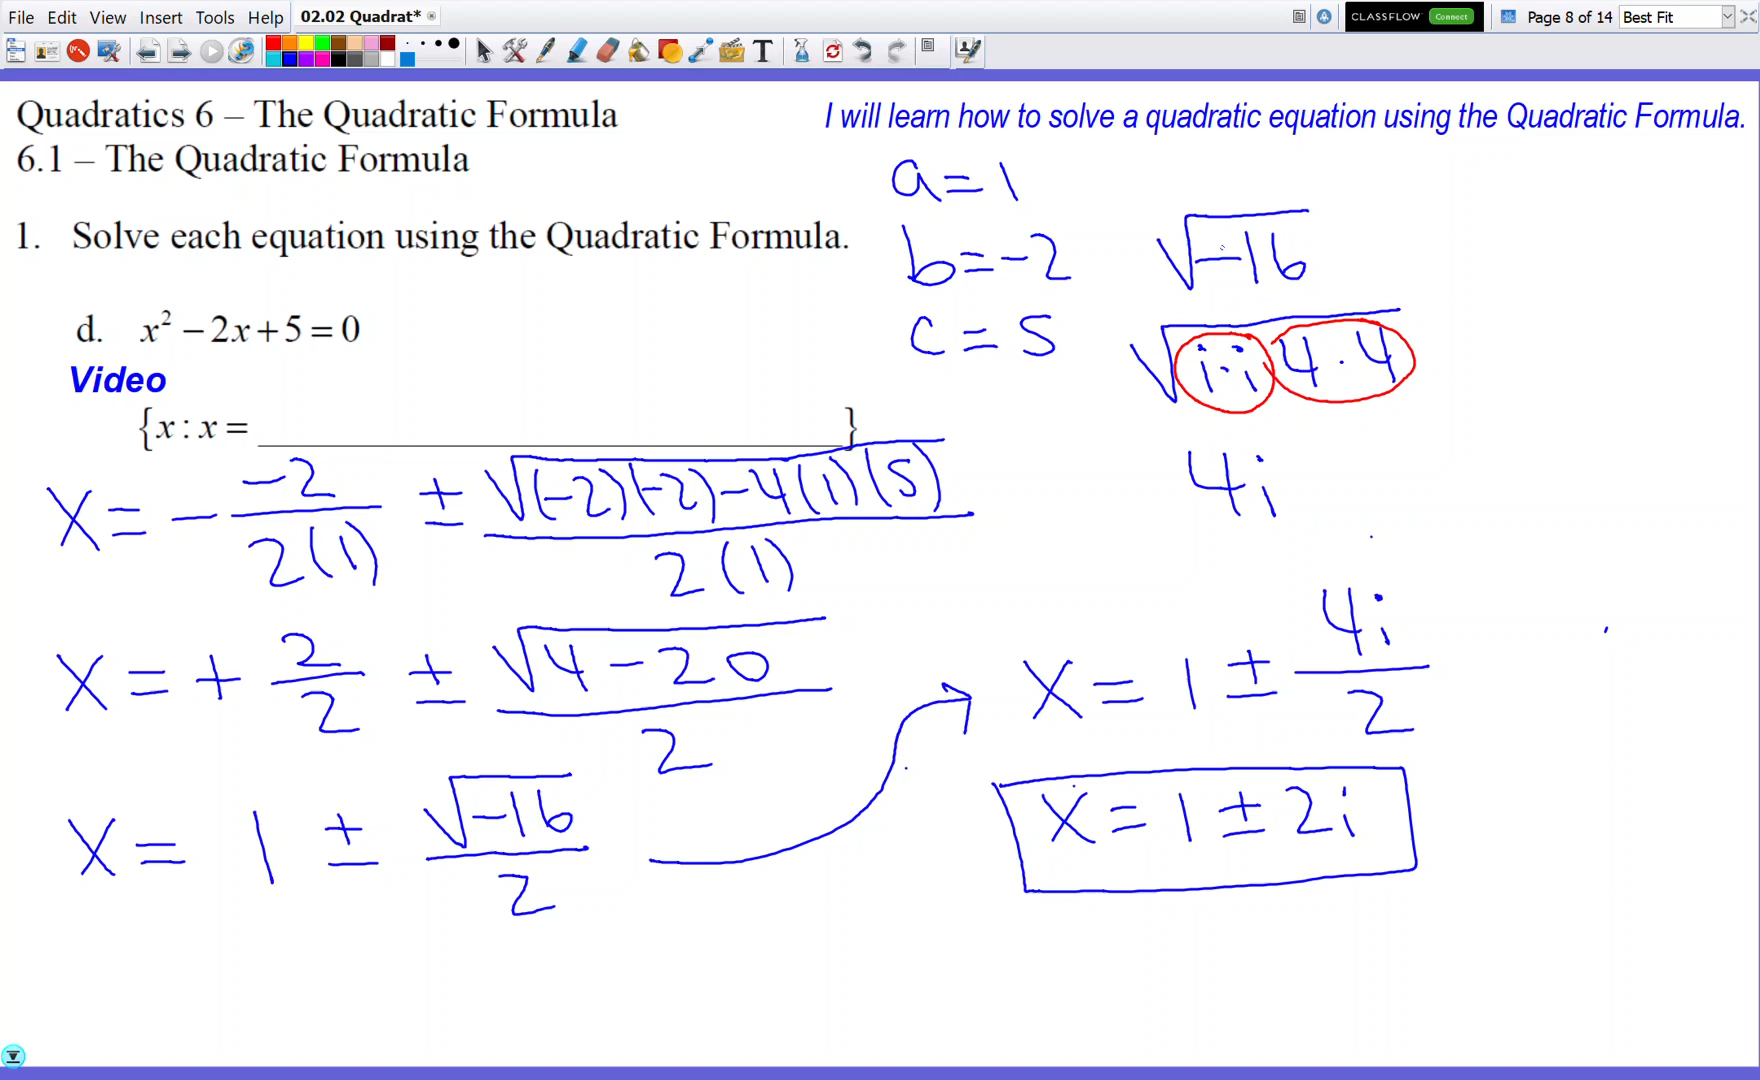 File Edit View Insert Tools Help 02.02 Quadrat* CLASSFLOW Connect Page 8 of 14 Best Fit
T
Quadratics 6 – The Quadratic Formula
I will learn how to solve a quadratic equation using the Quadratic Formula.
6.1 – The Quadratic Formula
a = 1
1. Solve each equation using the Quadratic Formula.
b = -2
√-16
d. x² − 2x + 5 = 0
c = 5
√i·i 4·4
Video
{x : x = ____________________ }
4i
x = - -2/2(1) ± √(-2)(-2)-4(1)(5)/2(1)
x = + 2/2 ± √4-20/2
x = 1 ± √-16/2
x = 1 ± 4i/2
x = 1 ± 2i